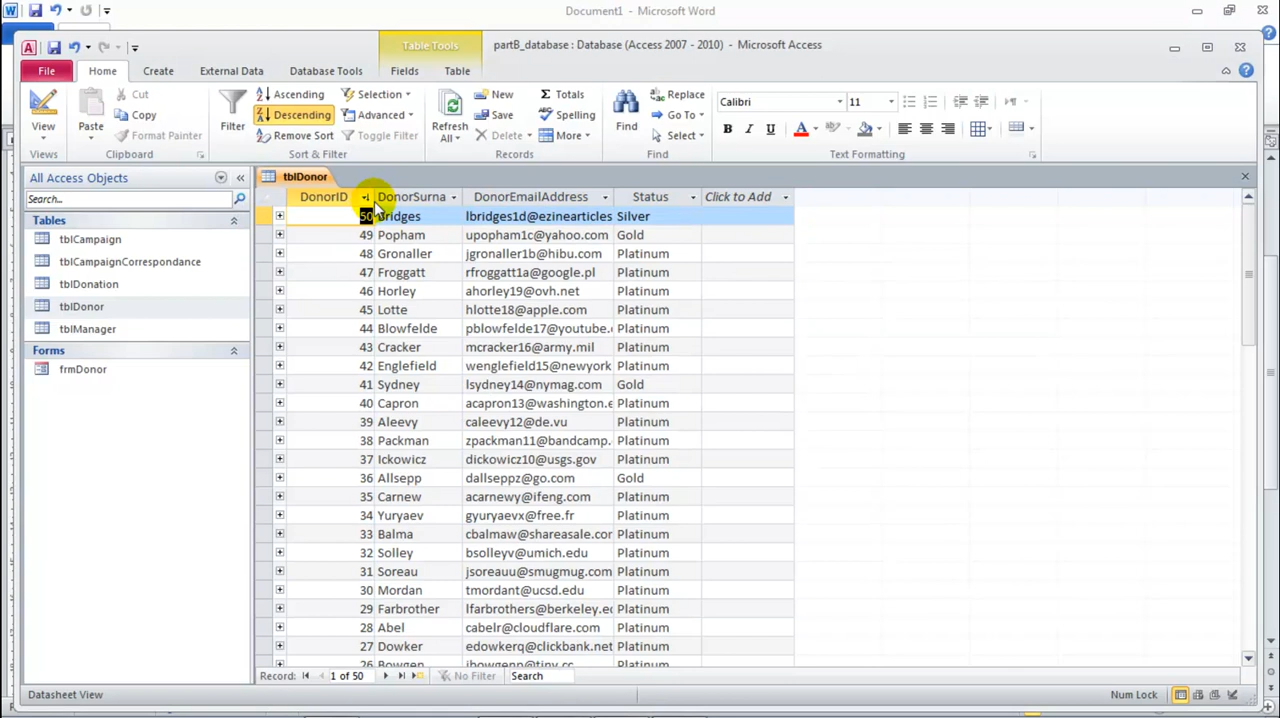 Document1 - Microsoft Word
Table Tools
partB_database : Database (Access 2007 - 2010) - Microsoft Access
File Home Create External Data Database Tools Fields Table
View
Views
Paste
Cut
Copy
Format Painter
Clipboard
Filter
Ascending
Descending
Remove Sort
Selection
Advanced
Toggle Filter
Sort & Filter
Refresh
All
New
Save
Delete
Totals
Spelling
More
Records
Find
Replace
Go To
Select
Find
Calibri 11
B I U
Text Formatting
All Access Objects
Search...
Tables
tblCampaign
tblCampaignCorrespondance
tblDonation
tblDonor
tblManager
Forms
frmDonor
tblDonor
DonorID DonorSurna DonorEmailAddress Status Click to Add
50 Bridges lbridges1d@ezinearticles Silver
49 Popham upopham1c@yahoo.com Gold
48 Gronaller jgronaller1b@hibu.com Platinum
47 Froggatt rfroggatt1a@google.pl Platinum
46 Horley ahorley19@ovh.net Platinum
45 Lotte hlotte18@apple.com Platinum
44 Blowfelde pblowfelde17@youtube. Platinum
43 Cracker mcracker16@army.mil Platinum
42 Englefield wenglefield15@newyork Platinum
41 Sydney lsydney14@nymag.com Gold
40 Capron acapron13@washington.e Platinum
39 Aleevy caleevy12@de.vu Platinum
38 Packman zpackman11@bandcamp. Platinum
37 Ickowicz dickowicz10@usgs.gov Platinum
36 Allsepp dallseppz@go.com Gold
35 Carnew acarnewy@ifeng.com Platinum
34 Yuryaev gyuryaevx@free.fr Platinum
33 Balma cbalmaw@shareasale.com Platinum
32 Solley bsolleyv@umich.edu Platinum
31 Soreau jsoreauu@smugmug.com Platinum
30 Mordan tmordant@ucsd.edu Platinum
29 Farbrother lfarbrothers@berkeley.ed Platinum
28 Abel cabelr@cloudflare.com Platinum
27 Dowker edowkerq@clickbank.net Platinum
26 Bowgen ibowgenp@tiny.cc Platinum
Record: 1 of 50 No Filter Search
Datasheet View
Num Lock